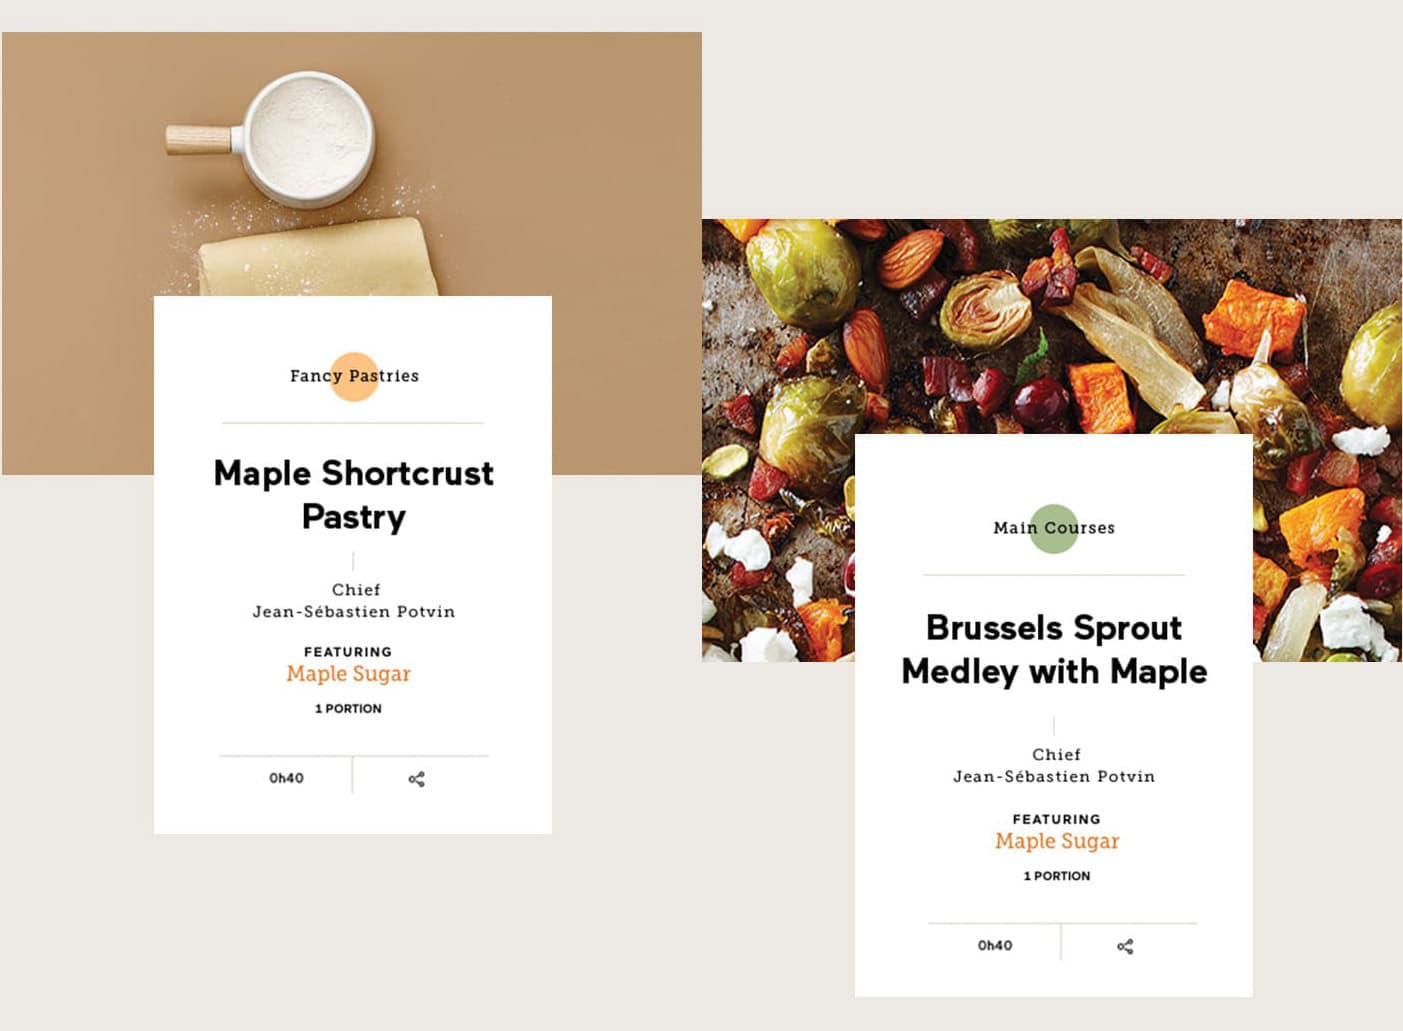 Fancy Pastries
Maple Shortcrust
Pastry
Chief
Jean-Sébastien Potvin
FEATURING
Maple Sugar
1 PORTION
0h40
Main Courses
Brussels Sprout
Medley with Maple
Chief
Jean-Sébastien Potvin
FEATURING
Maple Sugar
1 PORTION
0h40